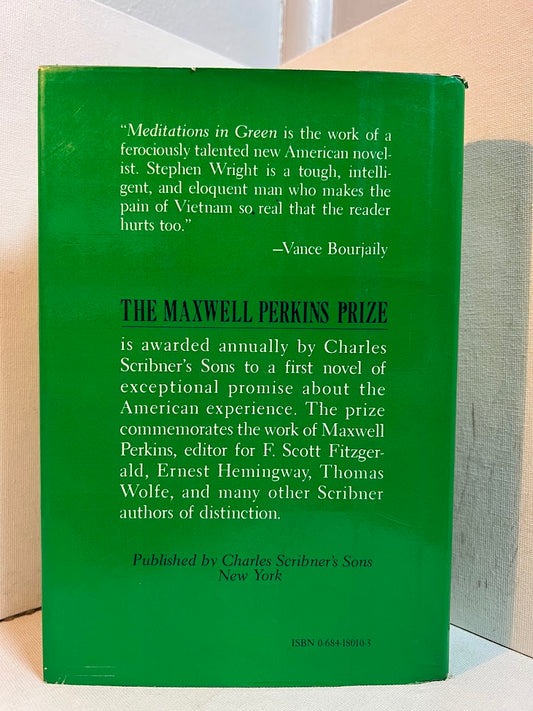 “Meditations in Green is the work of a
ferociously talented new American novel-
ist. Stephen Wright is a tough, intelli-
gent, and eloquent man who makes the
pain of Vietnam so real that the reader
hurts too.”
—Vance Bourjaily
THE MAXWELL PERKINS PRIZE
is awarded annually by Charles
Scribner’s Sons to a first novel of
exceptional promise about the
American experience. The prize
commemorates the work of Maxwell
Perkins, editor for F. Scott Fitzger-
ald, Ernest Hemingway, Thomas
Wolfe, and many other Scribner
authors of distinction.
Published by Charles Scribner’s Sons
New York
ISBN 0-684-18010-3